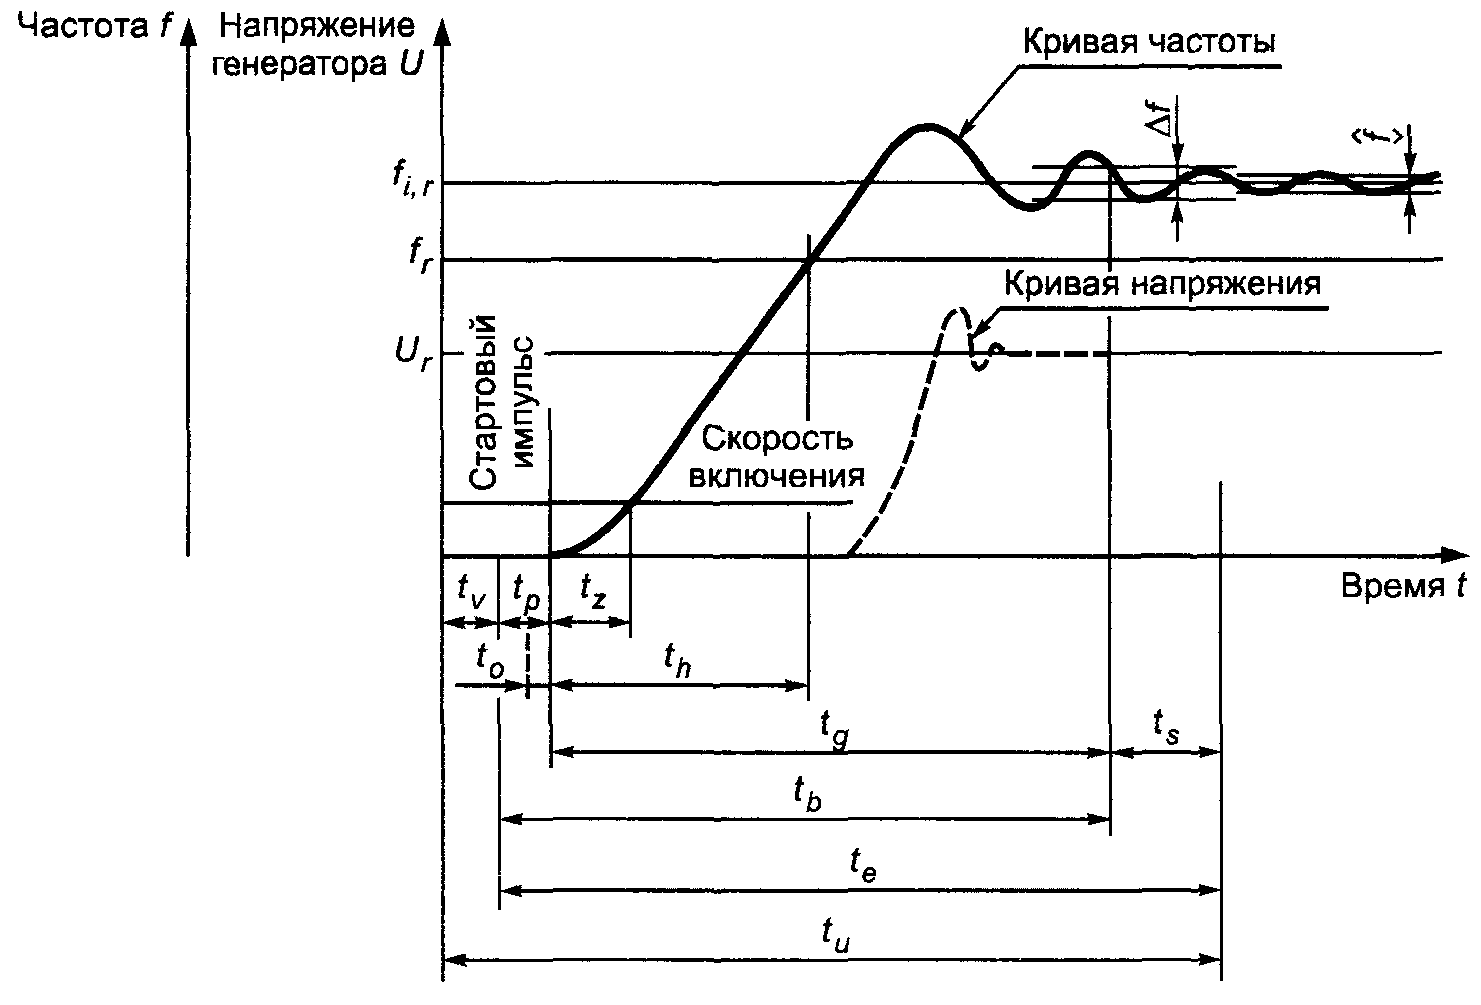 Частота f
Напряжение
генератора U
Кривая частоты
Δf
f̂
f_{i,r}
f_r
Кривая напряжения
U_r
Стартовый
импульс
Скорость
включения
Время t
t_v
t_p
t_z
t_o
t_h
t_g
t_s
t_b
t_e
t_u